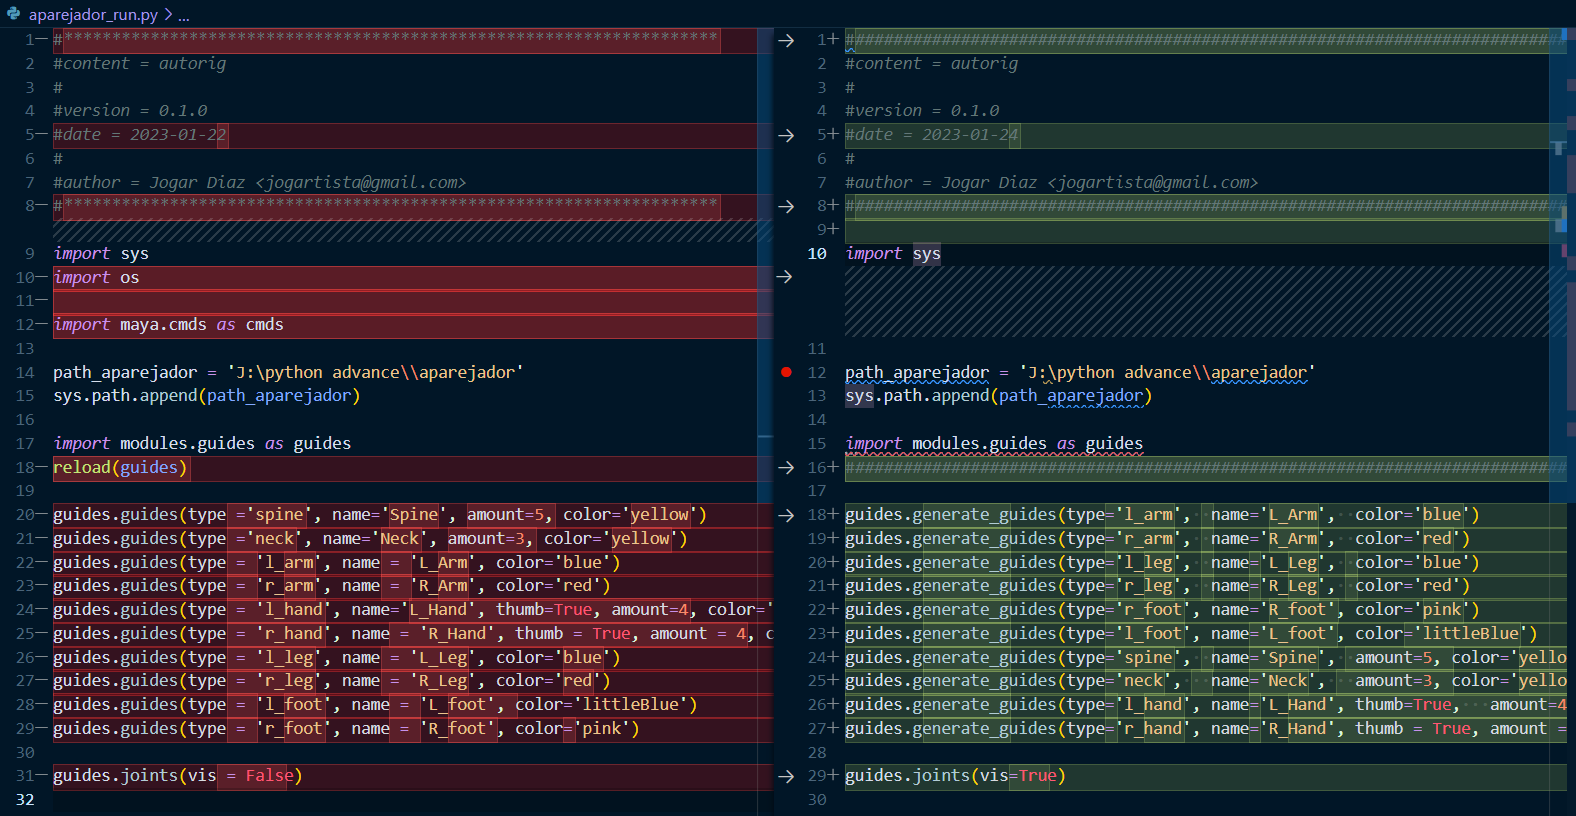 aparejador_run.py > ...
1− #********************************************************************
2 #content = autorig
3 #
4 #version = 0.1.0
5− #date = 2023-01-22
6 #
7 #author = Jogar Diaz <jogartista@gmail.com>
8− #********************************************************************
9 import sys
10− import os
11−
12− import maya.cmds as cmds
13
14 path_aparejador = 'J:\python advance\\aparejador'
15 sys.path.append(path_aparejador)
16
17 import modules.guides as guides
18− reload(guides)
19
20− guides.guides(type ='spine', name='Spine', amount=5, color='yellow')
21− guides.guides(type ='neck', name='Neck', amount=3, color='yellow')
22− guides.guides(type = 'l_arm', name = 'L_Arm', color='blue')
23− guides.guides(type = 'r_arm', name = 'R_Arm', color='red')
24− guides.guides(type = 'l_hand', name='L_Hand', thumb=True, amount=4, color='
25− guides.guides(type = 'r_hand', name = 'R_Hand', thumb = True, amount = 4, c
26− guides.guides(type = 'l_leg', name = 'L_Leg', color='blue')
27− guides.guides(type = 'r_leg', name = 'R_Leg', color='red')
28− guides.guides(type = 'l_foot', name = 'L_foot', color='littleBlue')
29− guides.guides(type = 'r_foot', name = 'R_foot', color='pink')
30
31− guides.joints(vis = False)
32
1+ ###########################################################################
2 #content = autorig
3 #
4 #version = 0.1.0
5+ #date = 2023-01-24
6 #
7 #author = Jogar Diaz <jogartista@gmail.com>
8+ ###########################################################################
9+
10 import sys
11
12 path_aparejador = 'J:\python advance\\aparejador'
13 sys.path.append(path_aparejador)
14
15 import modules.guides as guides
16+ ###########################################################################
17
18+ guides.generate_guides(type='l_arm',   name='L_Arm',   color='blue')
19+ guides.generate_guides(type='r_arm',   name='R_Arm',   color='red')
20+ guides.generate_guides(type='l_leg',   name='L_Leg',   color='blue')
21+ guides.generate_guides(type='r_leg',   name='R_Leg',   color='red')
22+ guides.generate_guides(type='r_foot',  name='R_foot',  color='pink')
23+ guides.generate_guides(type='l_foot',  name='L_foot',  color='littleBlue')
24+ guides.generate_guides(type='spine',   name='Spine',   amount=5, color='yello
25+ guides.generate_guides(type='neck',    name='Neck',    amount=3, color='yello
26+ guides.generate_guides(type='l_hand',  name='L_Hand',  thumb=True,   amount=4
27+ guides.generate_guides(type='r_hand',  name='R_Hand',  thumb = True, amount =
28
29+ guides.joints(vis=True)
30